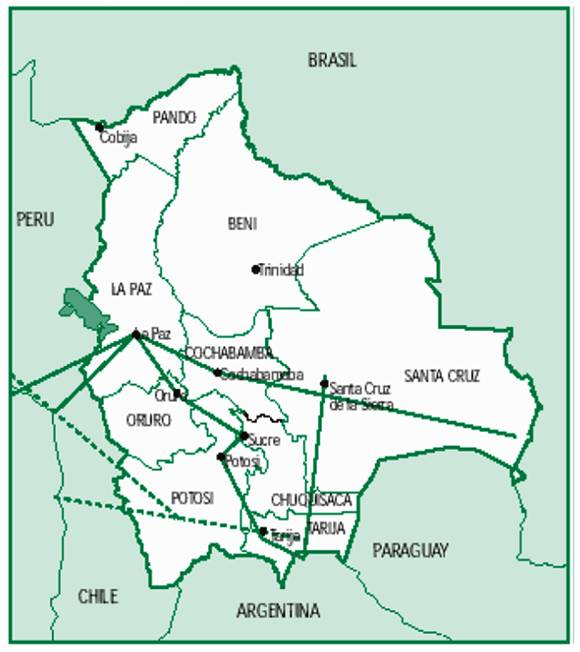 BRASIL
PANDO
Cobija
PERU
BENI
Trinidad
LA PAZ
La Paz
COCHABAMBA
Cochabamba
SANTA CRUZ
Santa Cruz
de la Sierra
Oruro
ORURO
Sucre
Potosi
POTOSI
CHUQUISACA
TARIJA
Tarija
PARAGUAY
CHILE
ARGENTINA